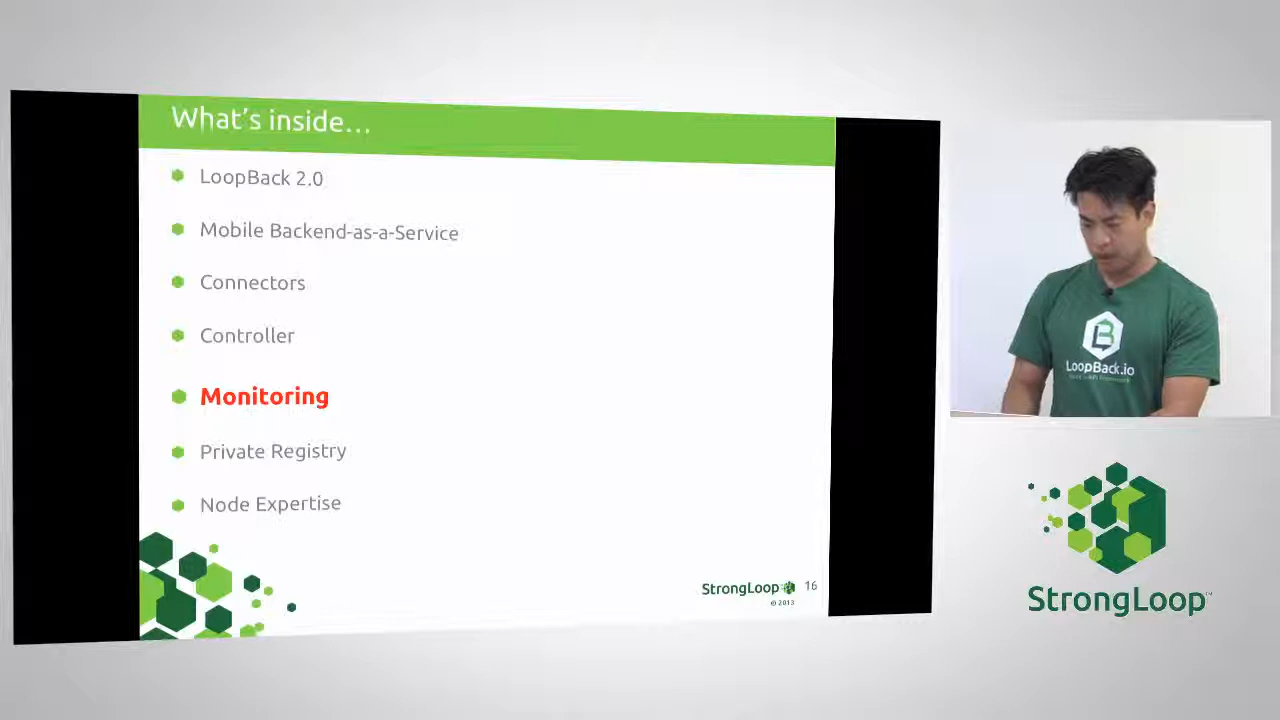 What's inside...
LoopBack 2.0
Mobile Backend-as-a-Service
Connectors
Controller
Monitoring
Private Registry
Node Expertise
StrongLoop
16
© 2013
LoopBack.io
StrongLoop™